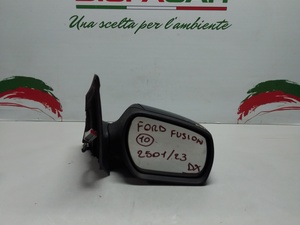 Una scelta per l'ambiente!
FORD FUSION
10
2501/23
DX